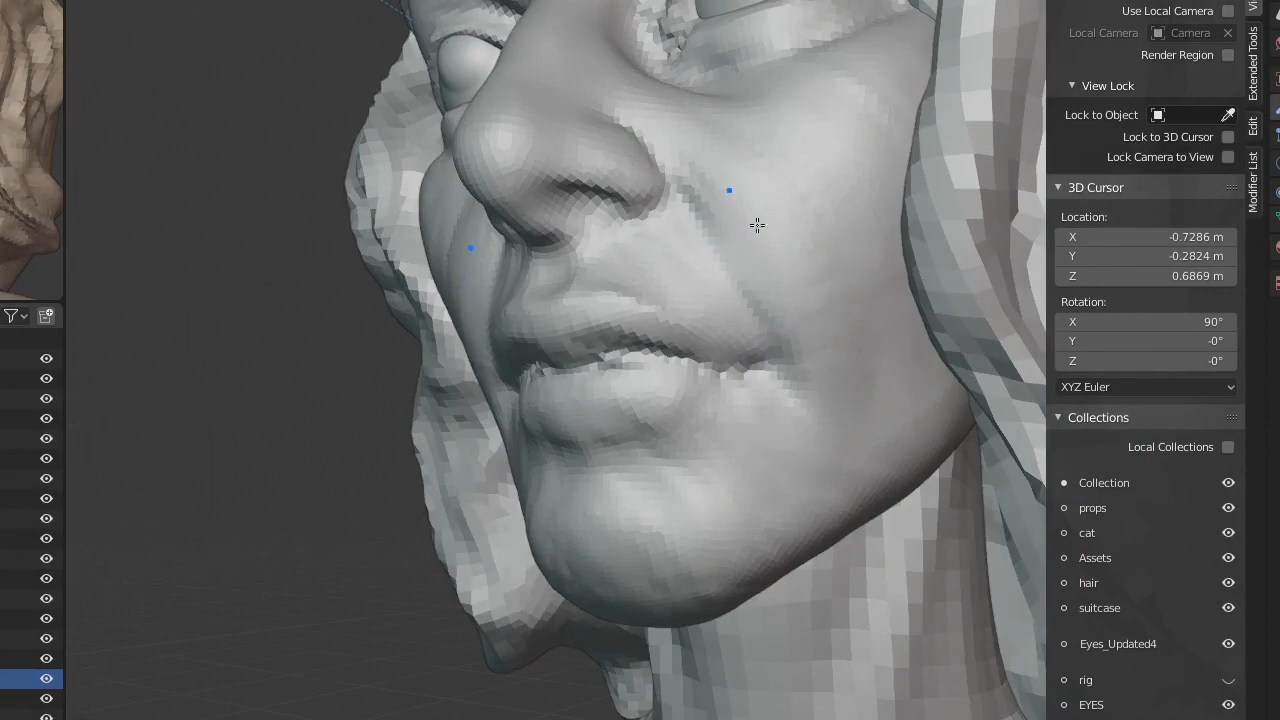 Use Local Camera
Local Camera
Camera
Render Region
View Lock
Lock to Object
Lock to 3D Cursor
Lock Camera to View
3D Cursor
Location:
X -0.7286 m
Y -0.2824 m
Z 0.6869 m
Rotation:
X 90°
Y -0°
Z -0°
XYZ Euler
Collections
Local Collections
Collection
props
cat
Assets
hair
suitcase
Eyes_Updated4
rig
EYES
Extended Tools
Edit
Modifier List